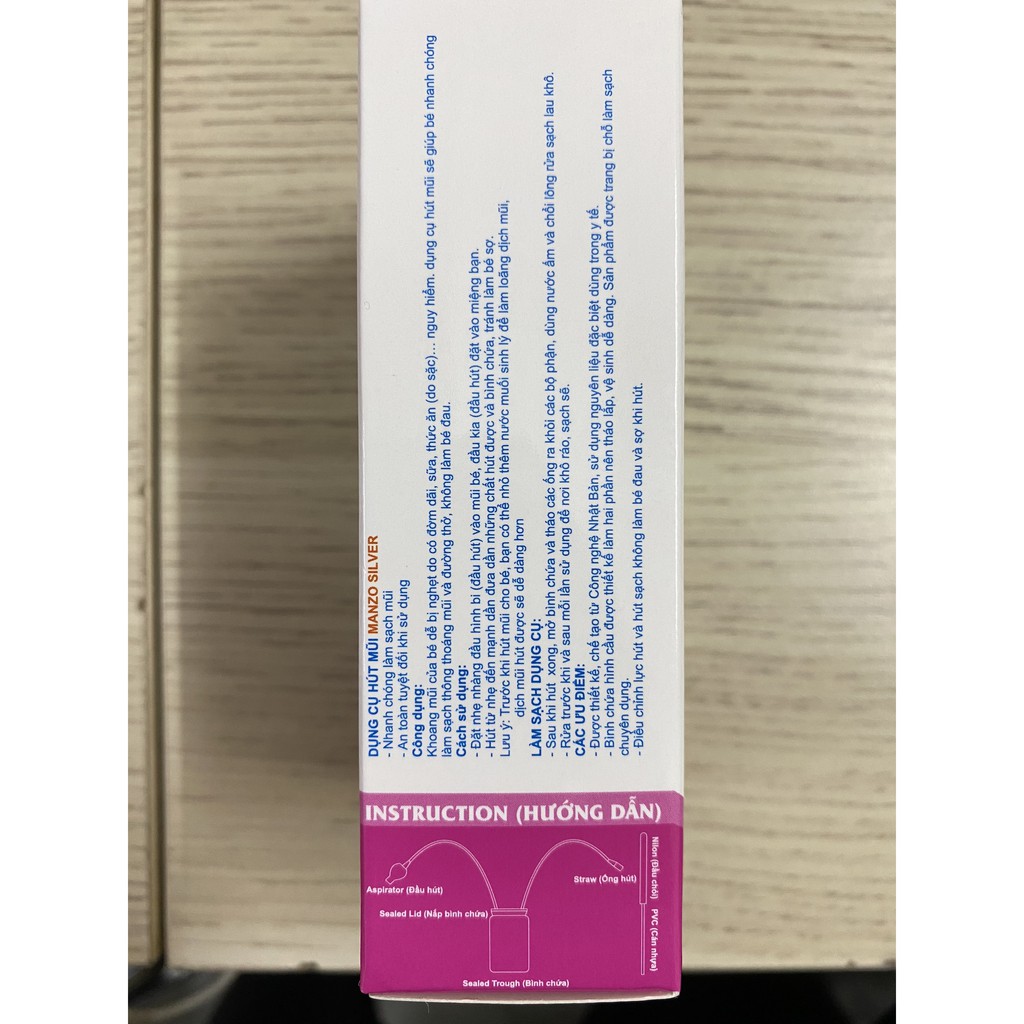 DỤNG CỤ HÚT MŨI MANZO SILVER
- Nhanh chóng làm sạch mũi
- An toàn tuyệt đối khi sử dụng
Công dụng:
Khoang mũi của bé dễ bị nghẹt do có đờm dãi, sữa, thức ăn (do sặc)... nguy hiểm. dụng cụ hút mũi sẽ giúp bé nhanh chóng
làm sạch thông thoáng mũi và đường thở, không làm bé đau.
Cách sử dụng:
- Đặt nhẹ nhàng đầu hình bi (đầu hút) vào mũi bé, đầu kia (đầu hút) đặt vào miệng bạn.
- Hút từ nhẹ đến mạnh dần đưa dần những chất hút được và bình chứa, tránh làm bé sợ.
Lưu ý: Trước khi hút mũi cho bé, bạn có thể nhỏ thêm nước muối sinh lý để làm loãng dịch mũi,
dịch mũi hút được sẽ dễ dàng hơn
LÀM SẠCH DỤNG CỤ:
- Sau khi hút xong, mở bình chứa và tháo các ống ra khỏi các bộ phận, dùng nước ấm và chổi lông rửa sạch lau khô.
- Rửa trước khi và sau mỗi lần sử dụng để nơi khô ráo, sạch sẽ.
CÁC ƯU ĐIỂM:
- Được thiết kế, chế tạo từ Công nghệ Nhật Bản, sử dụng nguyên liệu đặc biệt dùng trong y tế.
- Bình chứa hình cầu được thiết kế làm hai phần nên tháo lắp, vệ sinh dễ dàng. Sản phẩm được trang bị chổ làm sạch
chuyên dụng.
- Điều chỉnh lực hút và hút sạch không làm bé đau và sợ khi hút.
INSTRUCTION (HƯỚNG DẪN)
Aspirator (Đầu hút)
Straw (Ống hút)
Sealed Lid (Nắp bình chứa)
Sealed Trough (Bình chứa)
Nilon (Đầu chổi)
PVC (Cán nhựa)